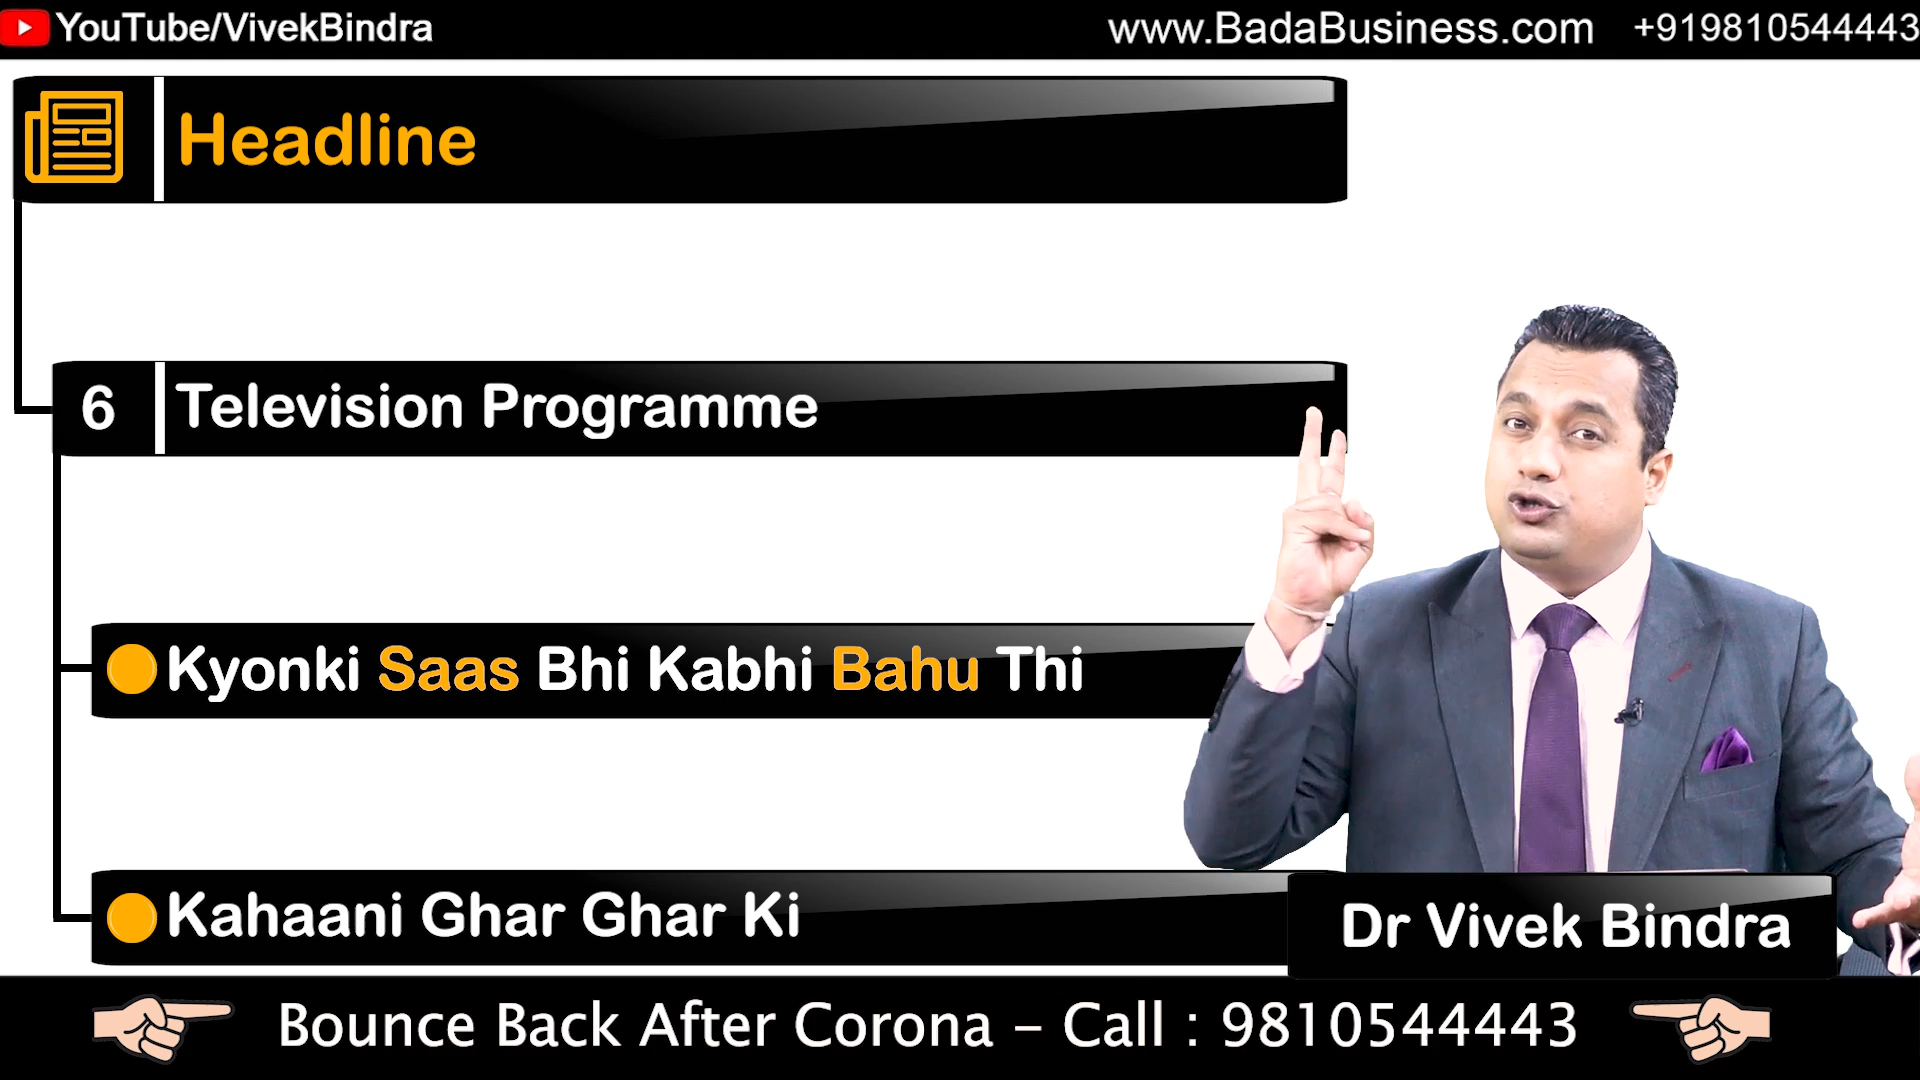 YouTube/VivekBindra
www.BadaBusiness.com +919810544443
Headline
6 Television Programme
Kyonki Saas Bhi Kabhi Bahu Thi
Kahaani Ghar Ghar Ki
Dr Vivek Bindra
Bounce Back After Corona – Call : 9810544443